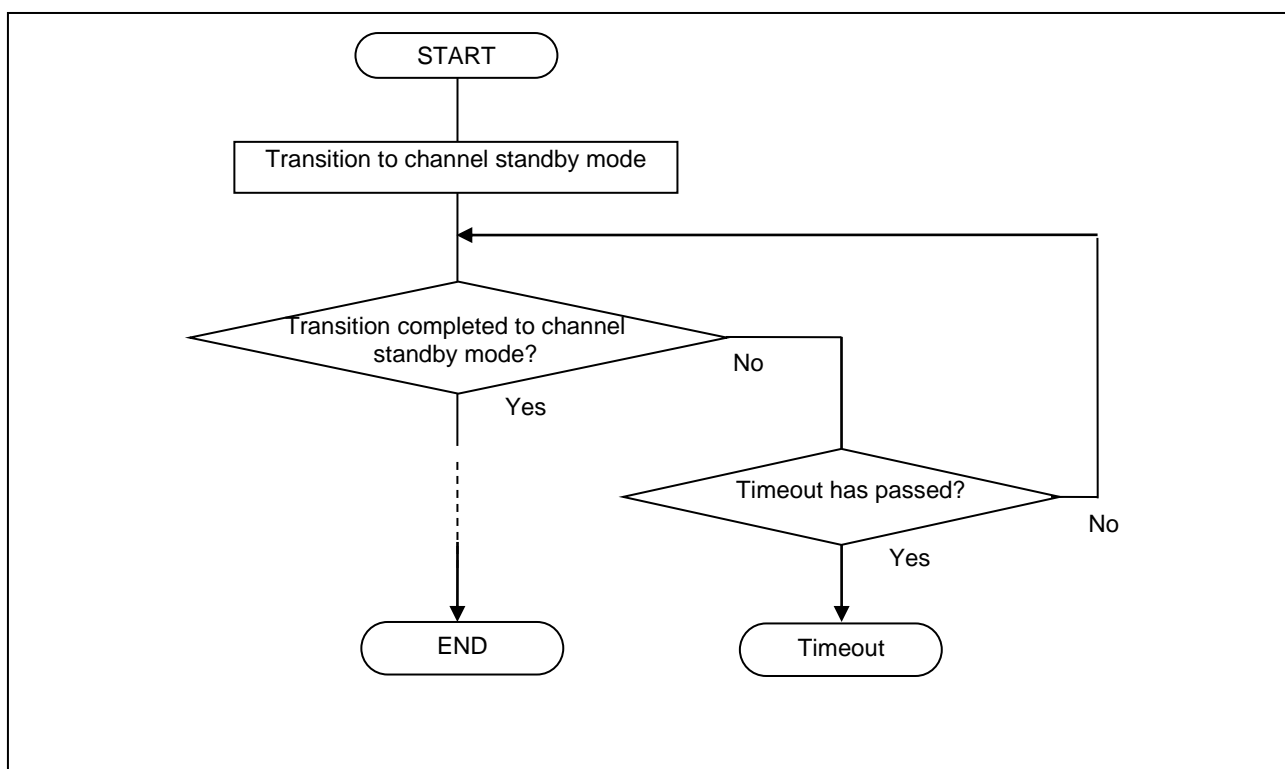 START
Transition to channel standby mode
Transition completed to channel
standby mode?
No
Yes
Timeout has passed?
No
Yes
END
Timeout